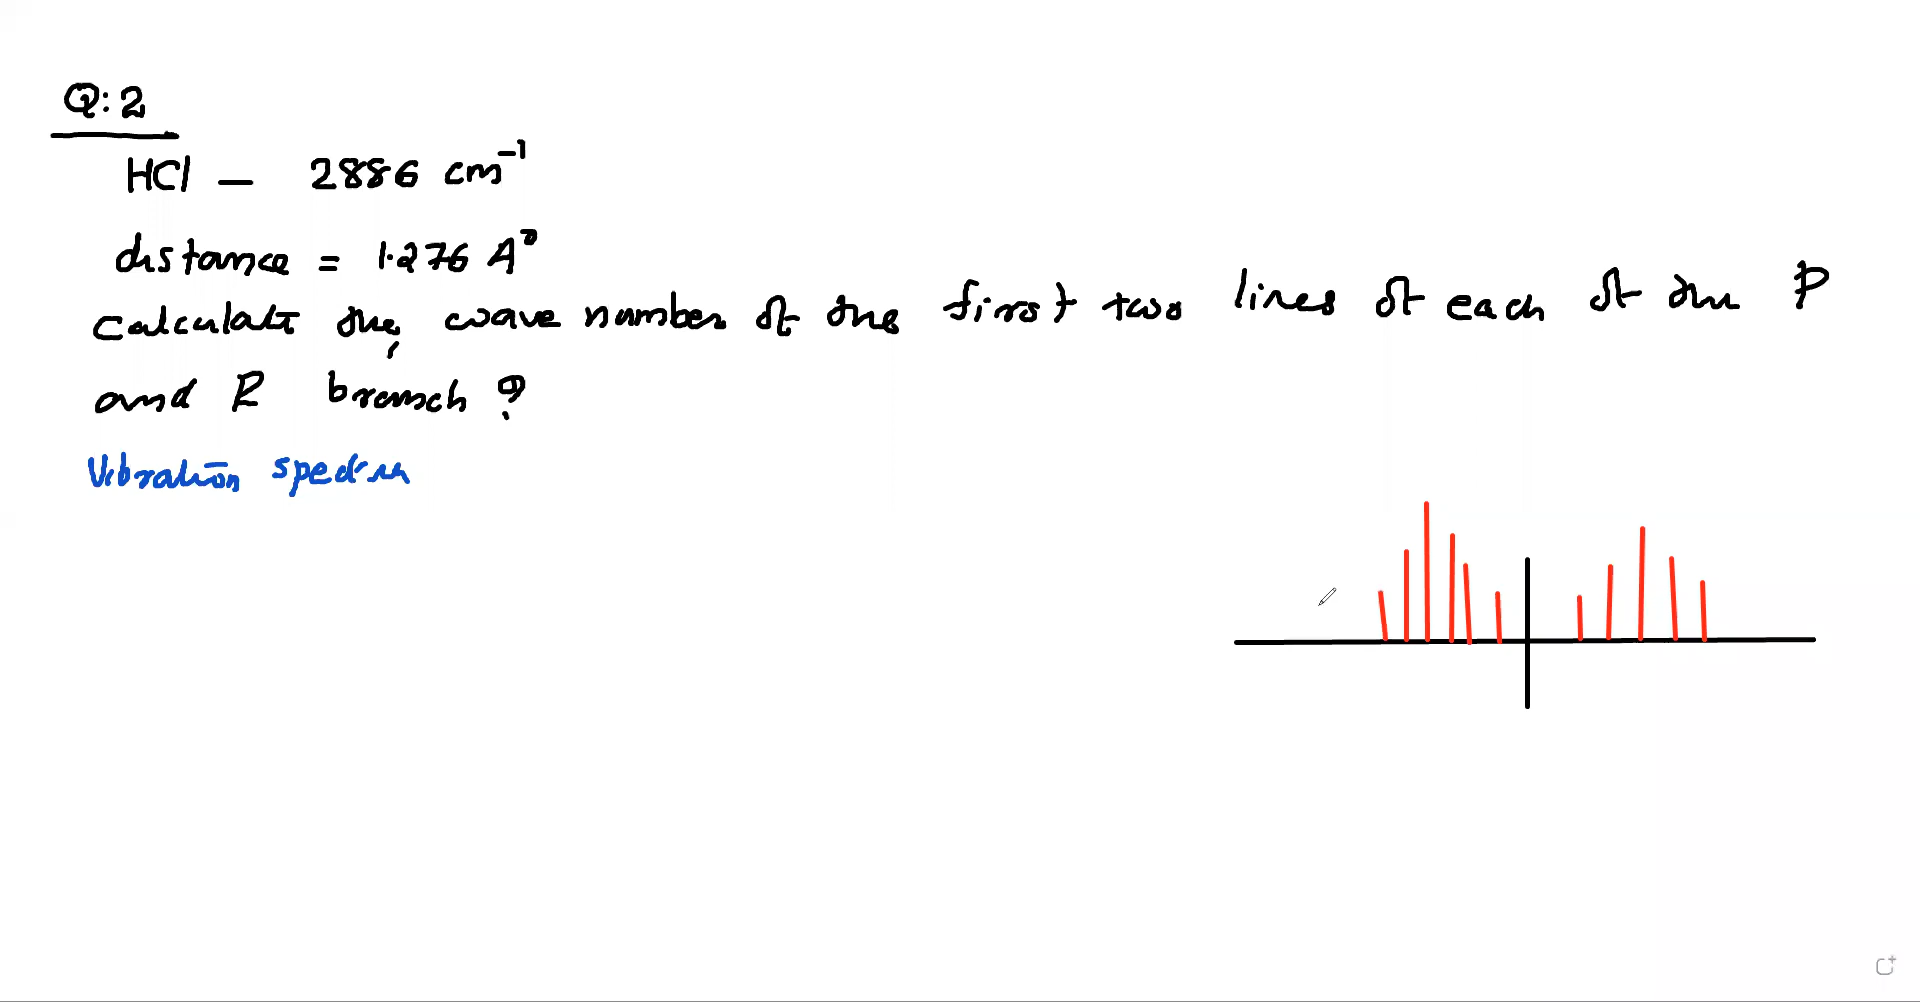 Q:2
HCl — 2886 cm⁻¹
distance = 1.276 A°
calculate the, wave number of the first two lines of each of the P
and R branch ?
Vibration spectra